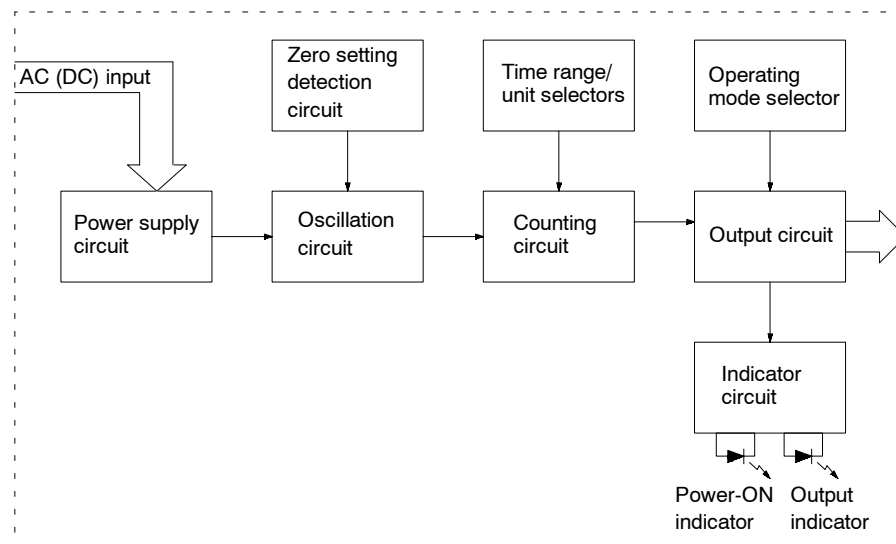 AC (DC) input
Zero setting
detection
circuit
Time range/
unit selectors
Operating
mode selector
Power supply
circuit
Oscillation
circuit
Counting
circuit
Output circuit
Indicator
circuit
Power-ON
indicator
Output
indicator